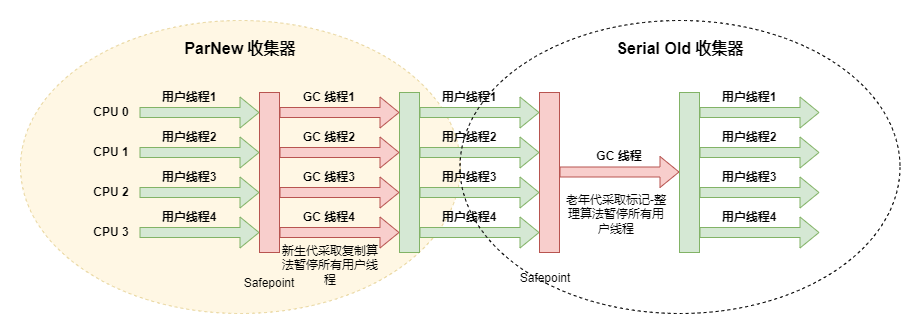 ParNew 收集器
Serial Old 收集器
CPU 0
用户线程1
GC 线程1
用户线程1
用户线程1
CPU 1
用户线程2
GC 线程2
用户线程2
用户线程2
GC 线程
CPU 2
用户线程3
GC 线程3
用户线程3
用户线程3
CPU 3
用户线程4
GC 线程4
用户线程4
用户线程4
新生代采取复制算
法暂停所有用户线
程
老年代采取标记-整
理算法暂停所有用
户线程
Safepoint
Safepoint